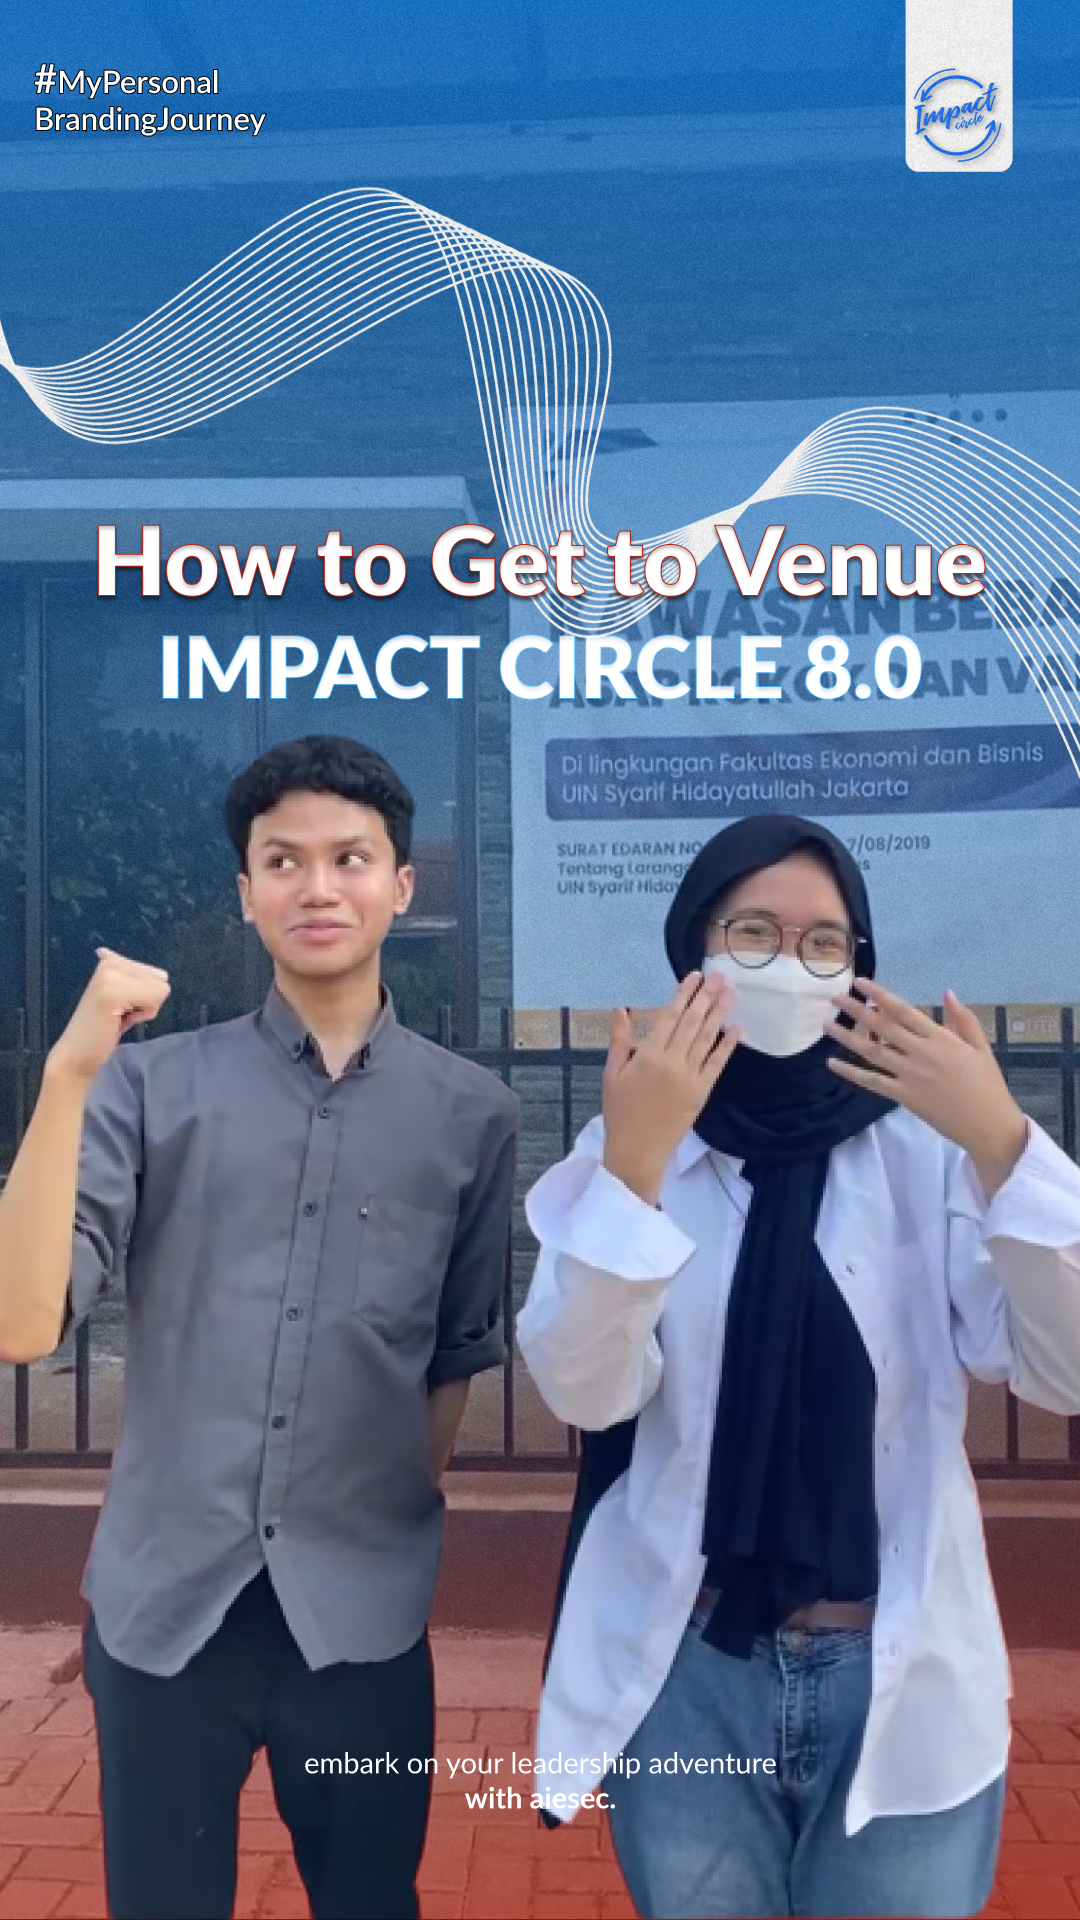 #MyPersonal
BrandingJourney
Impact
circle
How to Get to Venue
IMPACT CIRCLE 8.0
Di lingkungan Fakultas Ekonomi dan Bisnis
UIN Syarif Hidayatullah Jakarta
SURAT EDARAN NO 7/08/2019
Tentang
UIN Syarif
embark on your leadership adventure
with aiesec.